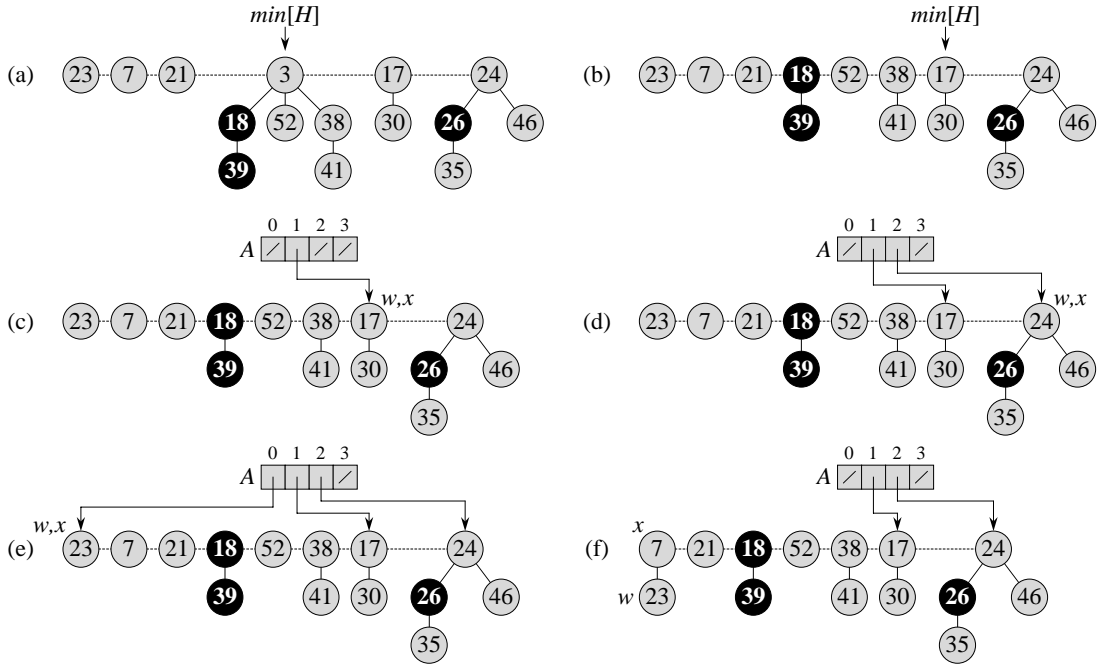 min[H]
(a) 23 7 21 3 17 24
18 52 38 30 26 46
39 41 35
min[H]
(b) 23 7 21 18 52 38 17 24
39 41 30 26 46
35
0 1 2 3
A
w,x
(c) 23 7 21 18 52 38 17 24
39 41 30 26 46
35
0 1 2 3
A
w,x
(d) 23 7 21 18 52 38 17 24
39 41 30 26 46
35
0 1 2 3
A
w,x
(e) 23 7 21 18 52 38 17 24
39 41 30 26 46
35
0 1 2 3
A
x
(f) 7 21 18 52 38 17 24
w 23 39 41 30 26 46
35